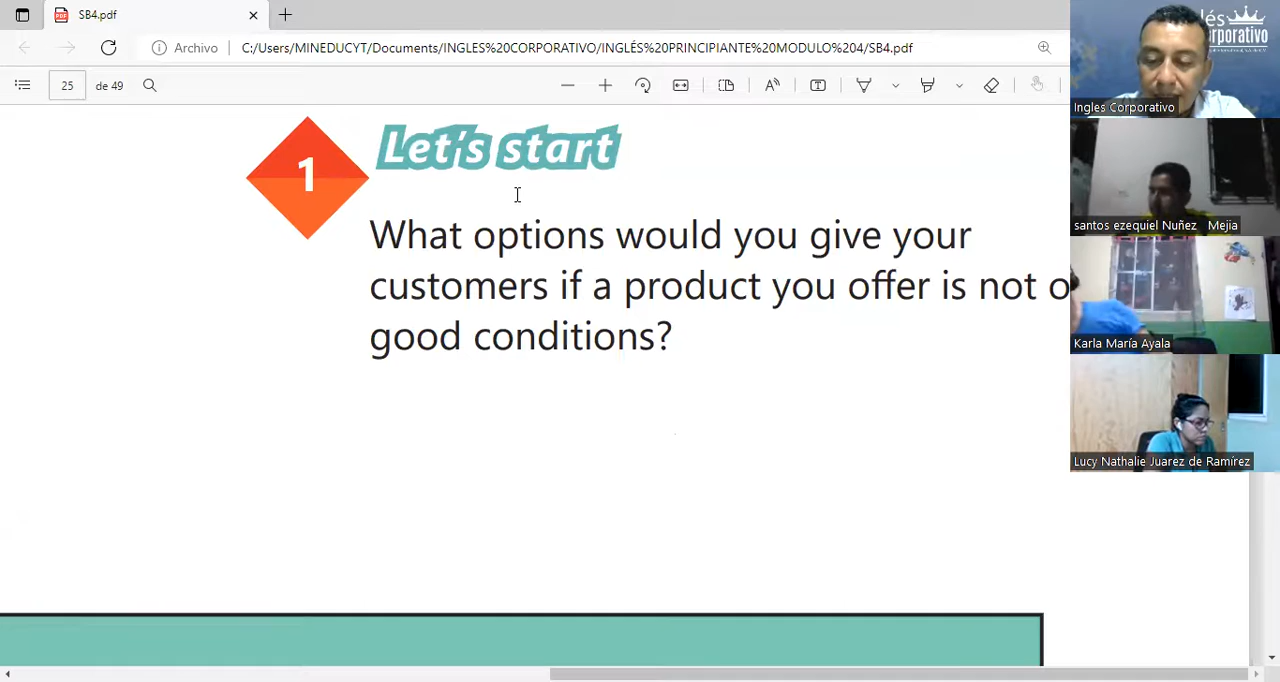 SB4.pdf
Archivo
C:/Users/MINEDUCYT/Documents/INGLES%20CORPORATIVO/INGLÉS%20PRINCIPIANTE%20MODULO%204/SB4.pdf
25 de 49
1
Let's start
What options would you give your
customers if a product you offer is not o
good conditions?
Ingles Corporativo
santos ezequiel Nuñez Mejia
Karla María Ayala
Lucy Nathalie Juarez de Ramírez